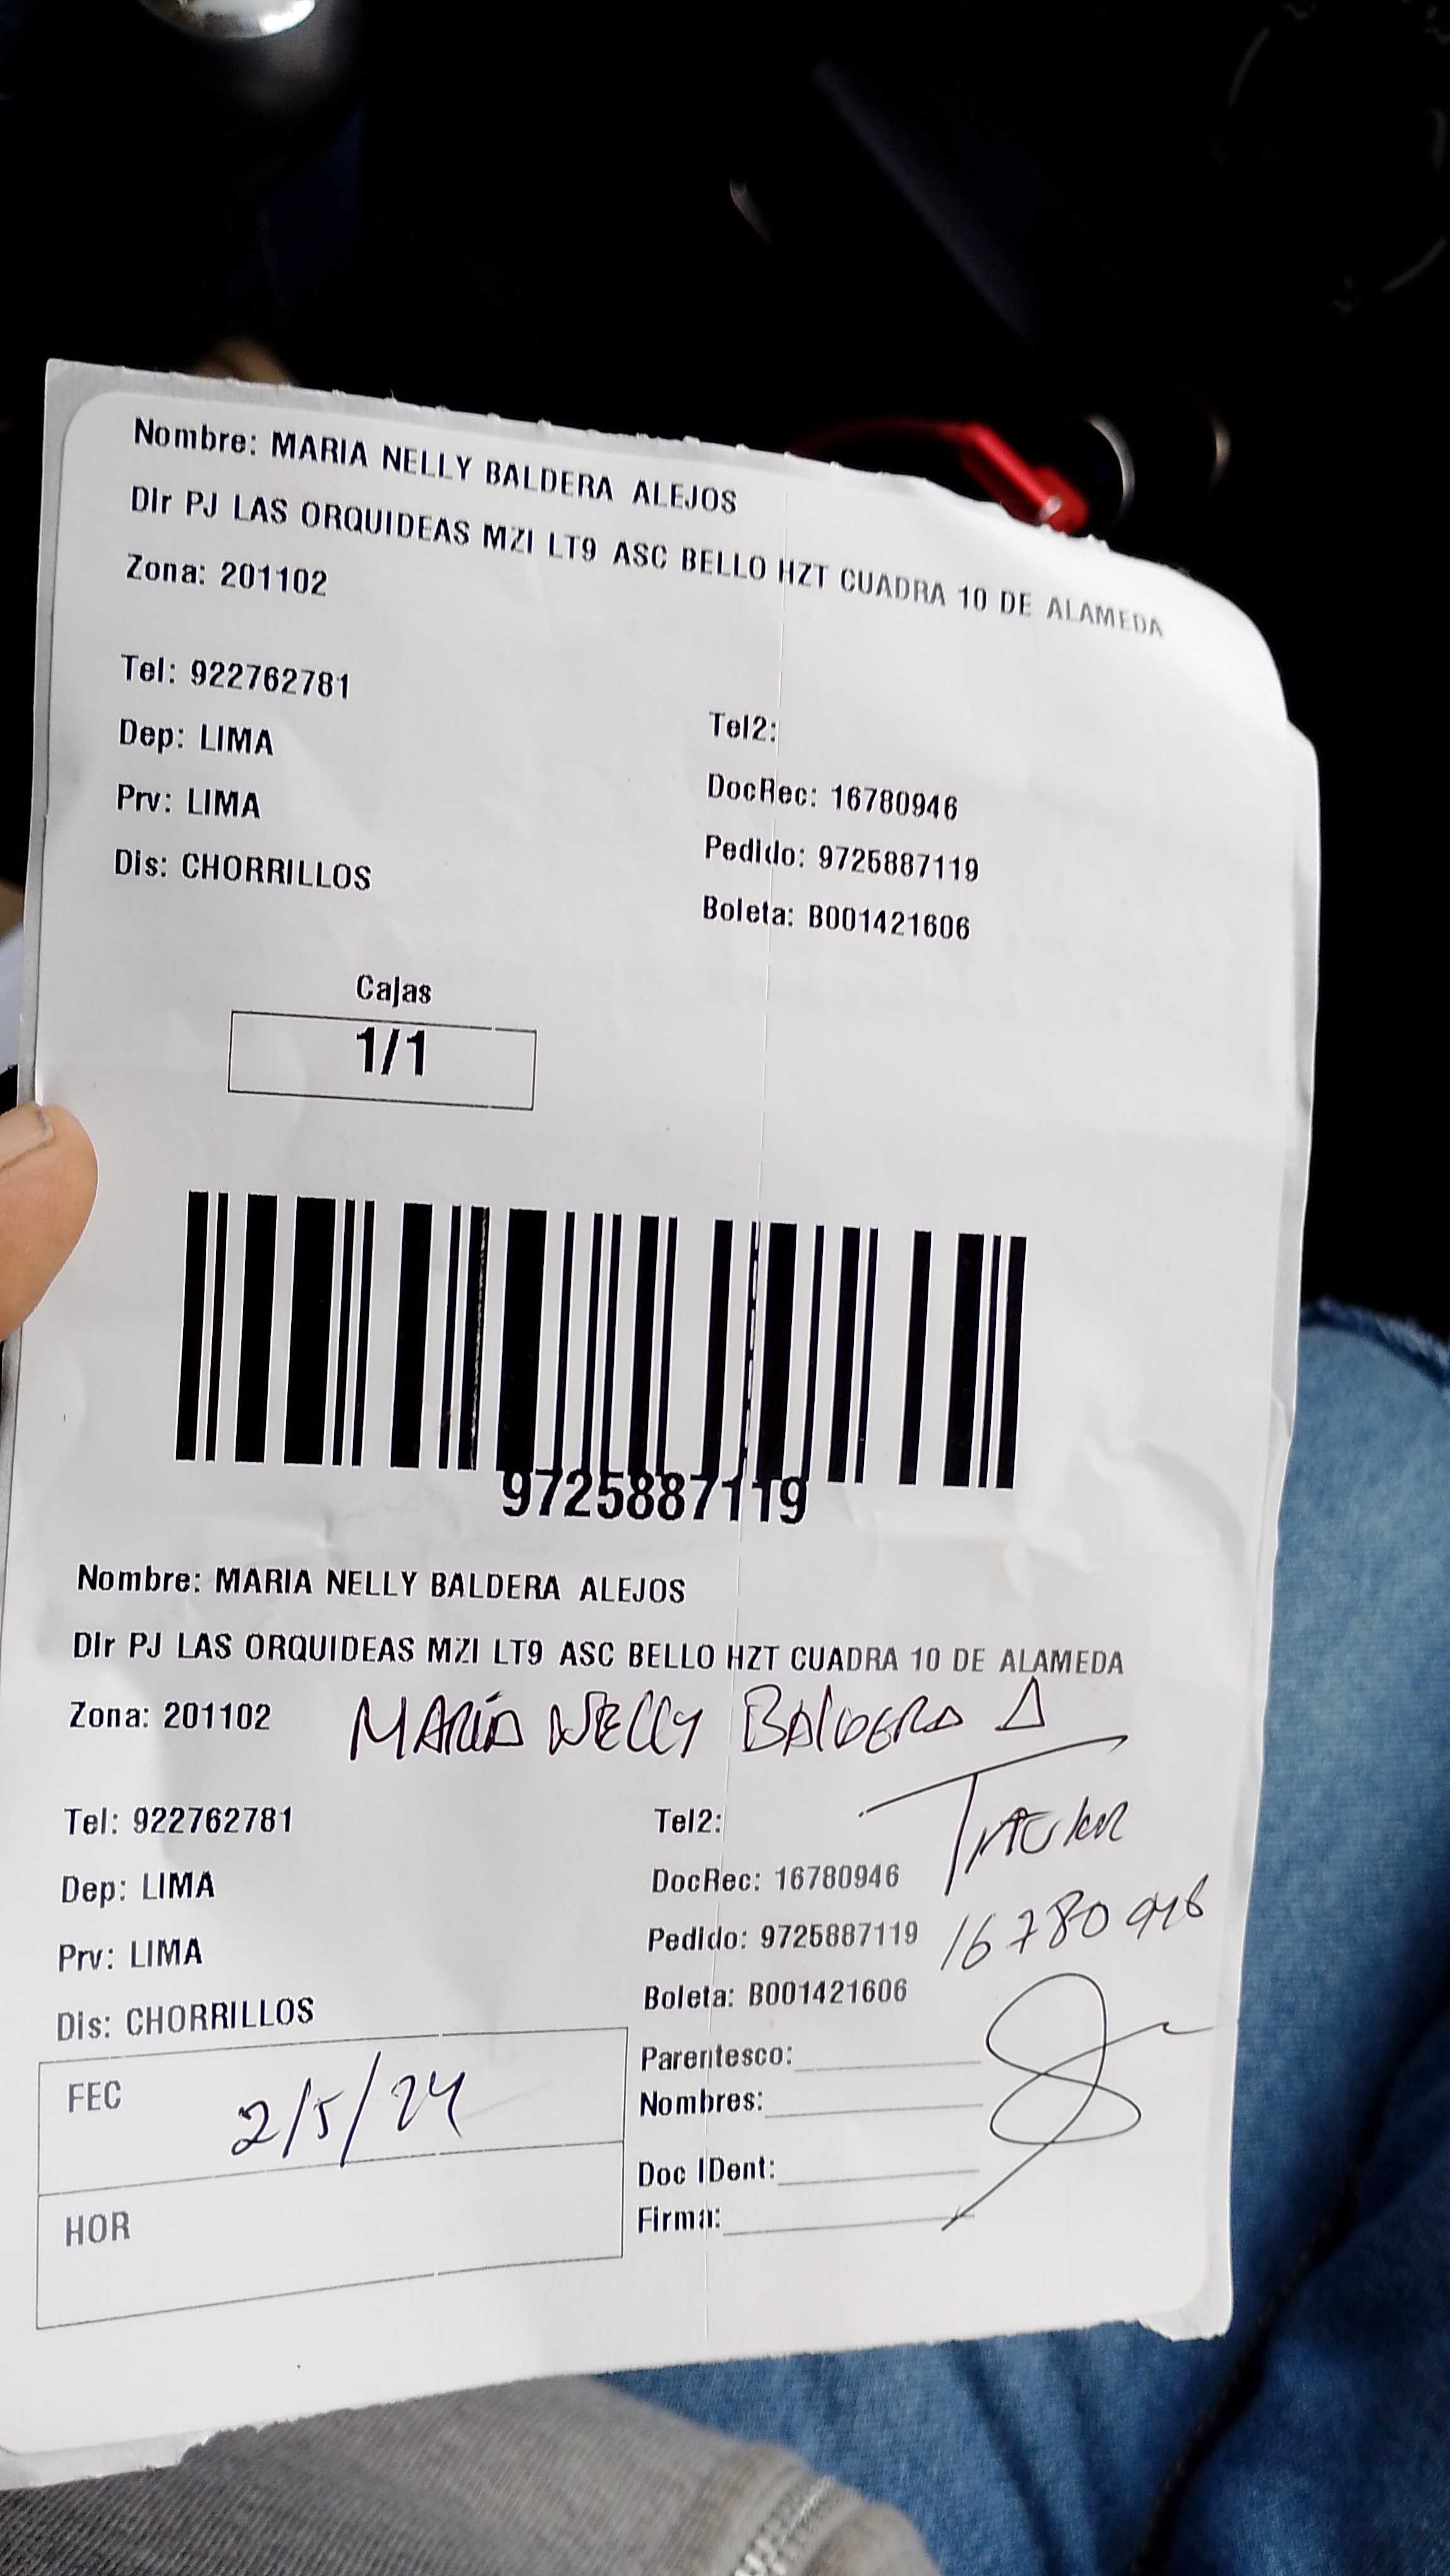 Nombre: MARIA NELLY BALDERA ALEJOS
Dir PJ LAS ORQUIDEAS MZI LT9 ASC BELLO HZT CUADRA 10 DE ALAMEDA
Zona: 201102
Tel: 922762781
Tel2:
Dep: LIMA
DocRec: 16780946
Prv: LIMA
Pedido: 9725887119
Dis: CHORRILLOS
Boleta: B001421606
Cajas
1/1
9725887119
Nombre: MARIA NELLY BALDERA ALEJOS
Dir PJ LAS ORQUIDEAS MZI LT9 ASC BELLO HZT CUADRA 10 DE ALAMEDA
Zona: 201102 MARÍA NELLY BALDERA A
Tel: 922762781
Tel2:
Titular
Dep: LIMA
DocRec: 16780946
Prv: LIMA
Pedido: 9725887119
16780946
Dis: CHORRILLOS
Boleta: B001421606
FEC 2/5/24
Parentesco:
Nombres:
HOR
Doc IDent:
Firma: